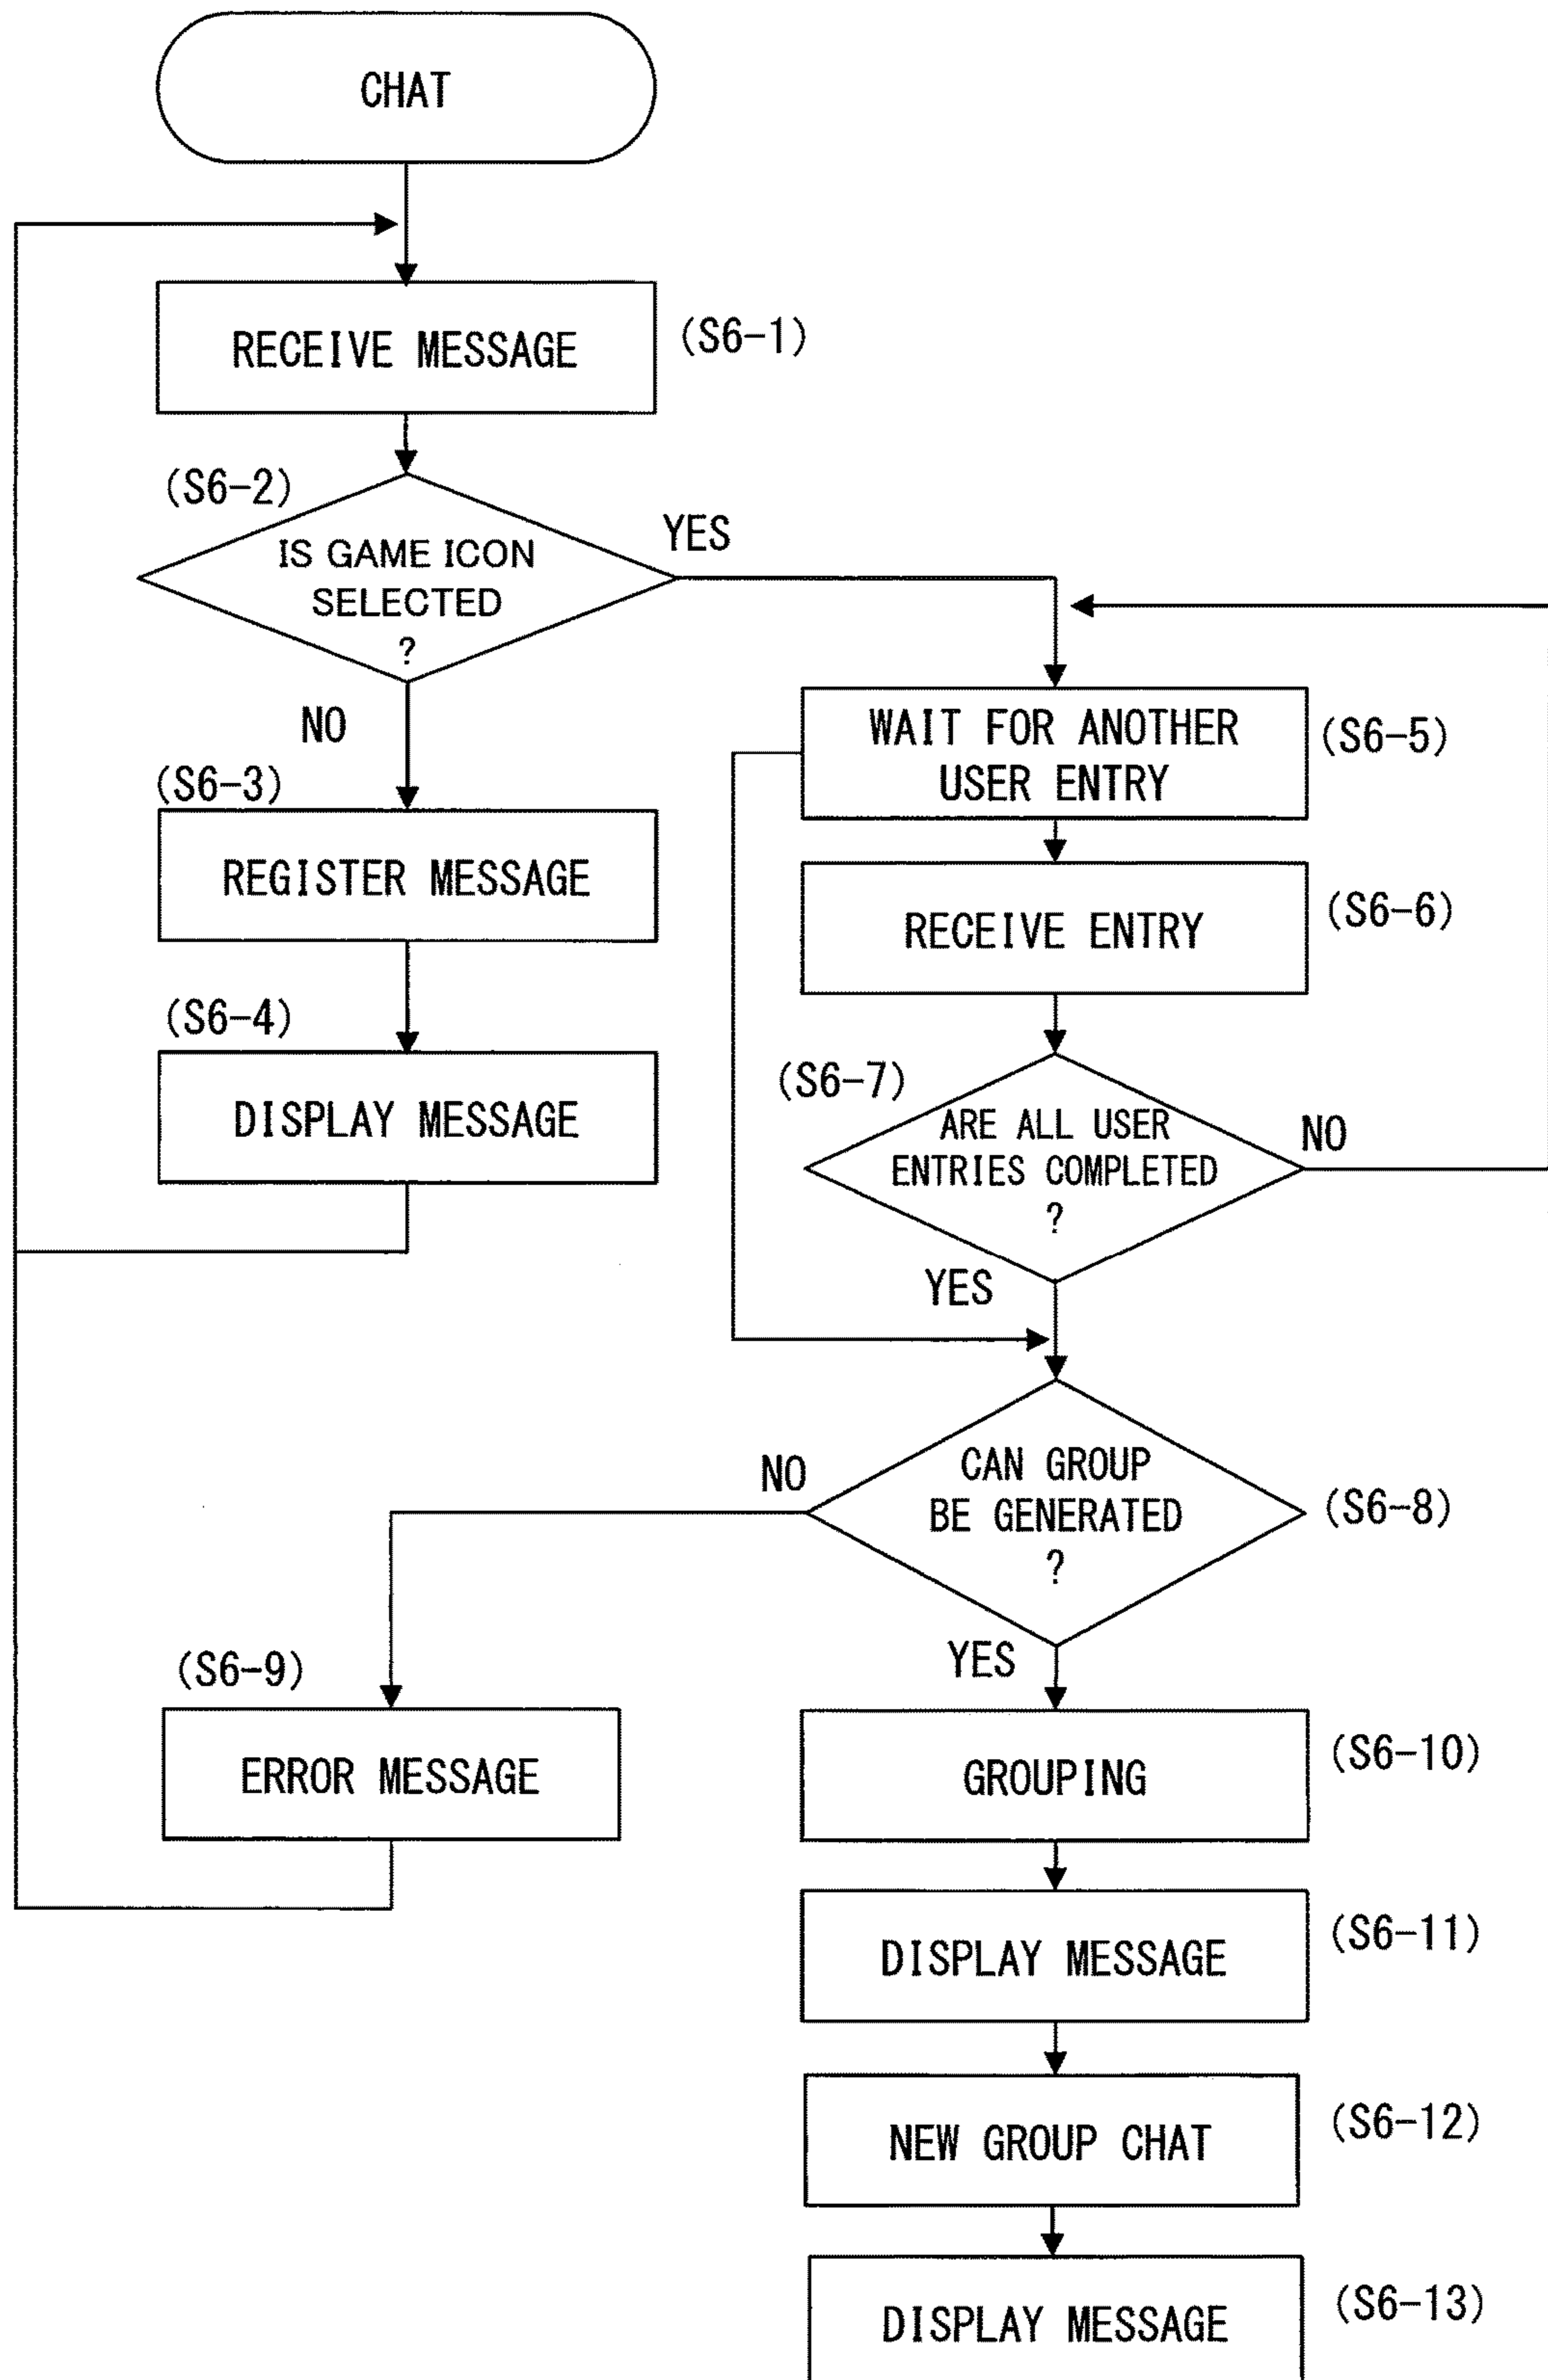 CHAT
RECEIVE MESSAGE
(S6-1)
(S6-2)
IS GAME ICON
SELECTED
?
YES
NO
(S6-3)
REGISTER MESSAGE
(S6-4)
DISPLAY MESSAGE
WAIT FOR ANOTHER
USER ENTRY
(S6-5)
RECEIVE ENTRY
(S6-6)
(S6-7)
ARE ALL USER
ENTRIES COMPLETED
?
NO
YES
CAN GROUP
BE GENERATED
?
(S6-8)
NO
YES
(S6-9)
ERROR MESSAGE
GROUPING
(S6-10)
DISPLAY MESSAGE
(S6-11)
NEW GROUP CHAT
(S6-12)
DISPLAY MESSAGE
(S6-13)